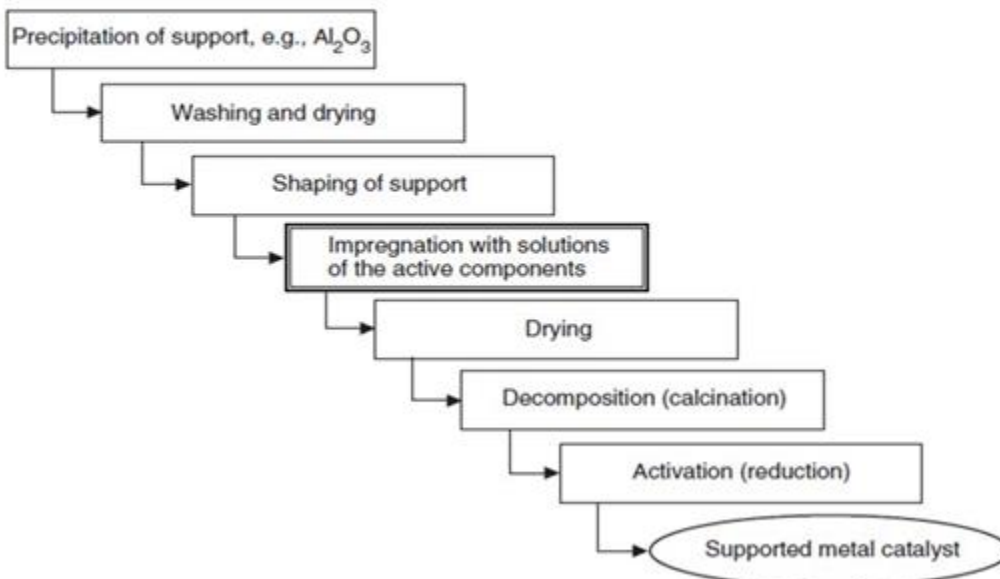 Precipitation of support, e.g., Al₂O₃
Washing and drying
Shaping of support
Impregnation with solutions
of the active components
Drying
Decomposition (calcination)
Activation (reduction)
Supported metal catalyst